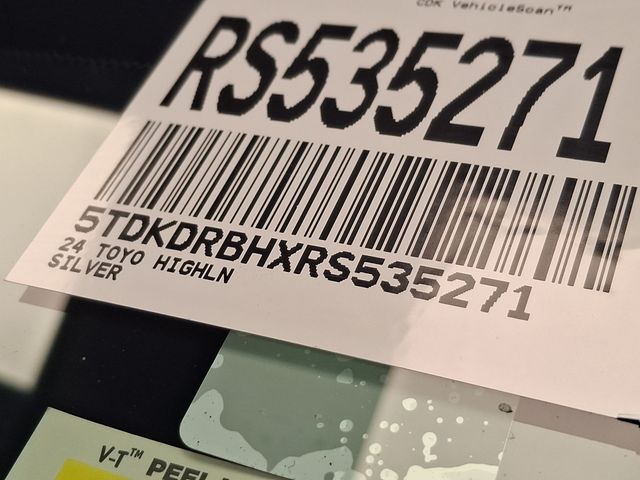 CDK VehicleScan™
RS535271
5TDKDRBHXRS535271
24 TOYO HIGHLN
SILVER
V-T™ PEEL